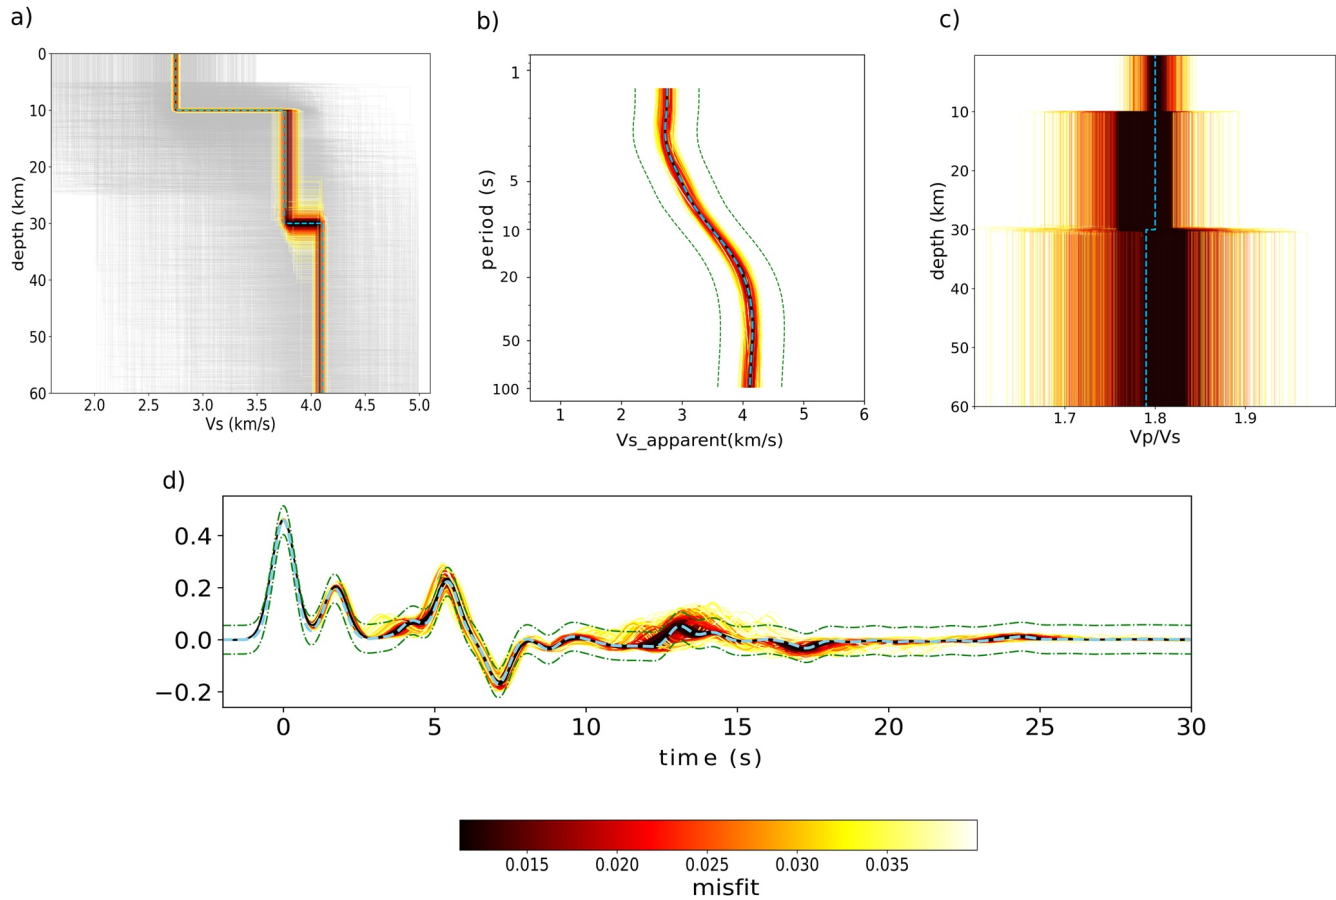 a)
0
10
20
30
40
50
60
depth (km)
2.0 2.5 3.0 3.5 4.0 4.5 5.0
Vs (km/s)
b)
1
5
10
20
50
100
period (s)
1 2 3 4 5 6
Vs_apparent(km/s)
c)
10
20
30
40
50
60
depth (km)
1.7 1.8 1.9
Vp/Vs
d)
0.4
0.2
0.0
−0.2
0 5 10 15 20 25 30
time (s)
0.015 0.020 0.025 0.030 0.035
misfit